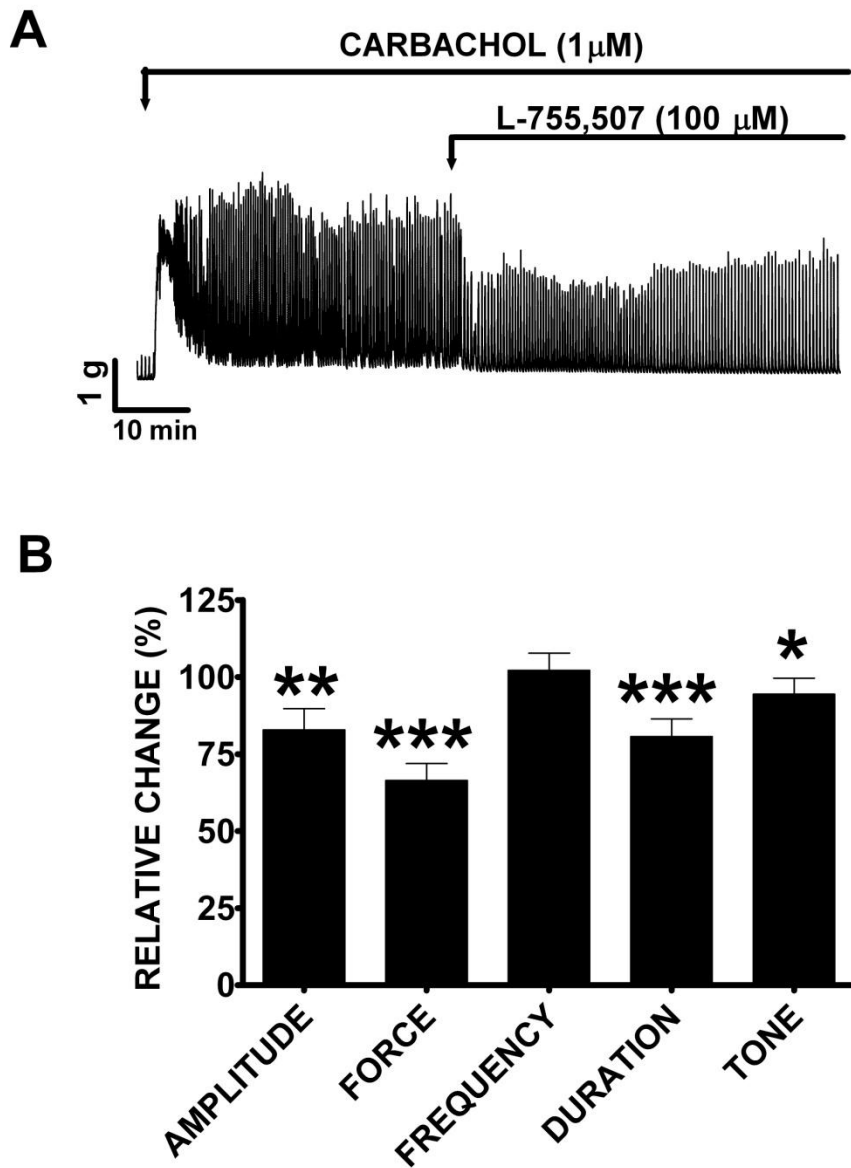 A
CARBACHOL (1μM)
L-755,507 (100 μM)
1 g
10 min
B
RELATIVE CHANGE (%)
125
100
75
50
25
0
**
***
***
*
AMPLITUDE
FORCE
FREQUENCY
DURATION
TONE